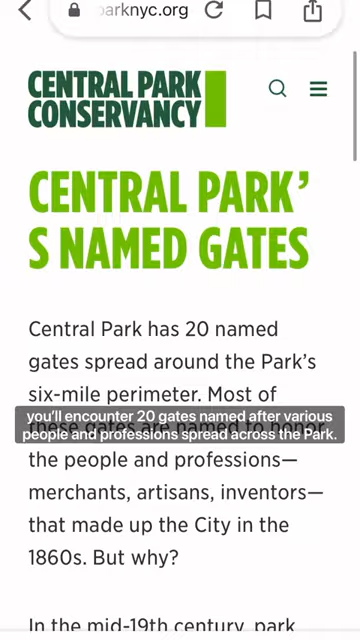 parknyc.org
CENTRAL PARK
CONSERVANCY
CENTRAL PARK’
S NAMED GATES
Central Park has 20 named
gates spread around the Park’s
six-mile perimeter. Most of
you’ll encounter 20 gates named after various
people and professions spread across the Park.
these gates are named to honor
the people and professions—
merchants, artisans, inventors—
that made up the City in the
1860s. But why?
In the mid-19th century, park